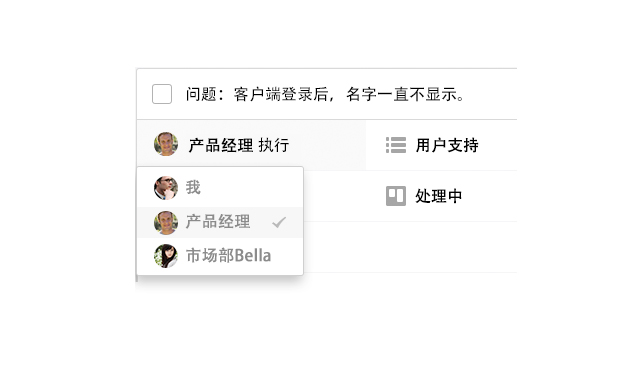 问题：客户端登录后，名字一直不显示。
产品经理 执行
用户支持
我
处理中
产品经理
市场部Bella